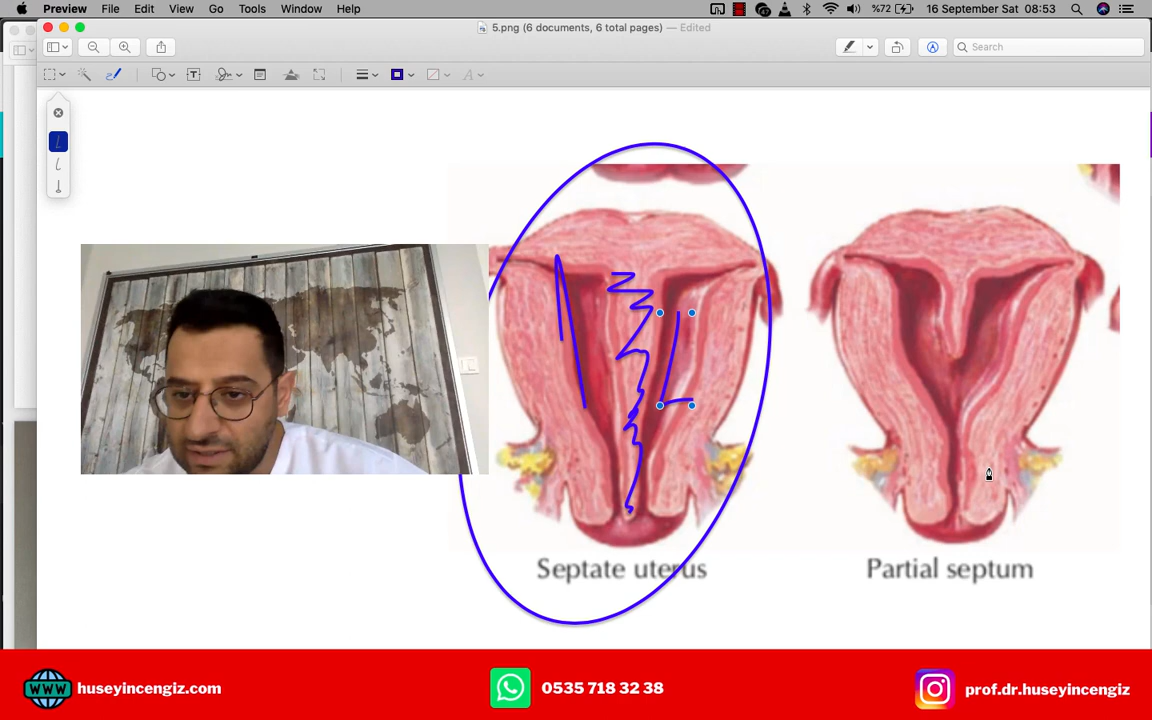 Preview File Edit View Go Tools Window Help %72 16 September Sat 08:53
5.png (6 documents, 6 total pages) — Edited
Search
Septate uterus Partial septum
WWW huseyincengiz.com 0535 718 32 38 prof.dr.huseyincengiz